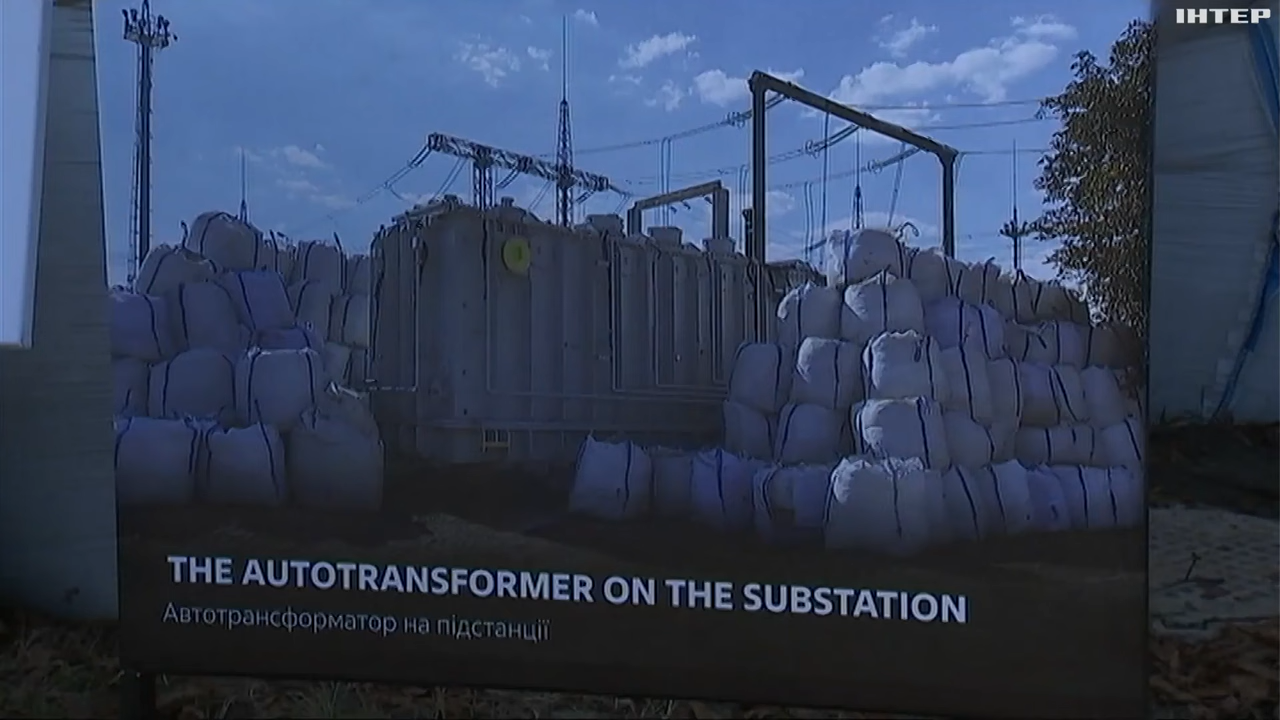 ІНТЕР
THE AUTOTRANSFORMER ON THE SUBSTATION
Автотрансформатор на підстанції